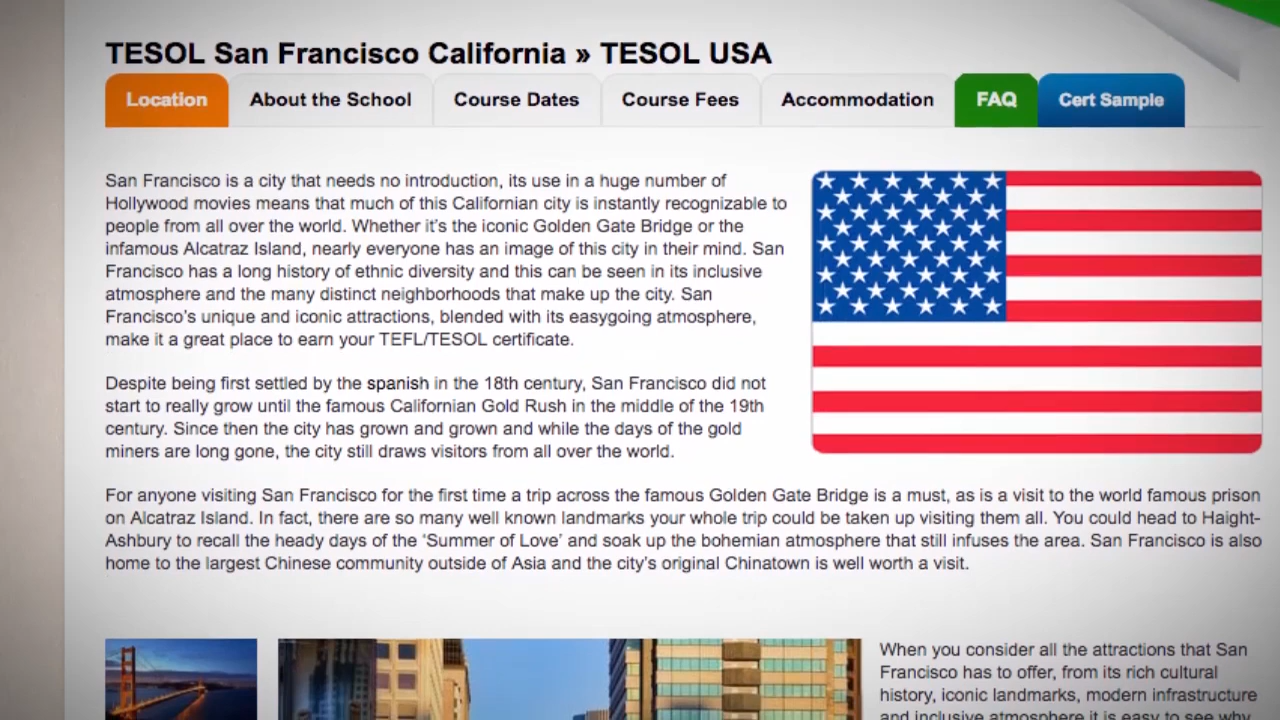 TESOL San Francisco California » TESOL USA
Location About the School Course Dates Course Fees Accommodation FAQ Cert Sample
San Francisco is a city that needs no introduction, its use in a huge number of
Hollywood movies means that much of this Californian city is instantly recognizable to
people from all over the world. Whether it's the iconic Golden Gate Bridge or the
infamous Alcatraz Island, nearly everyone has an image of this city in their mind. San
Francisco has a long history of ethnic diversity and this can be seen in its inclusive
atmosphere and the many distinct neighborhoods that make up the city. San
Francisco's unique and iconic attractions, blended with its easygoing atmosphere,
make it a great place to earn your TEFL/TESOL certificate.
Despite being first settled by the spanish in the 18th century, San Francisco did not
start to really grow until the famous Californian Gold Rush in the middle of the 19th
century. Since then the city has grown and grown and while the days of the gold
miners are long gone, the city still draws visitors from all over the world.
For anyone visiting San Francisco for the first time a trip across the famous Golden Gate Bridge is a must, as is a visit to the world famous prison
on Alcatraz Island. In fact, there are so many well known landmarks your whole trip could be taken up visiting them all. You could head to Haight-
Ashbury to recall the heady days of the ‘Summer of Love’ and soak up the bohemian atmosphere that still infuses the area. San Francisco is also
home to the largest Chinese community outside of Asia and the city's original Chinatown is well worth a visit.
When you consider all the attractions that San
Francisco has to offer, from its rich cultural
history, iconic landmarks, modern infrastructure
and inclusive atmosphere it is easy to see why